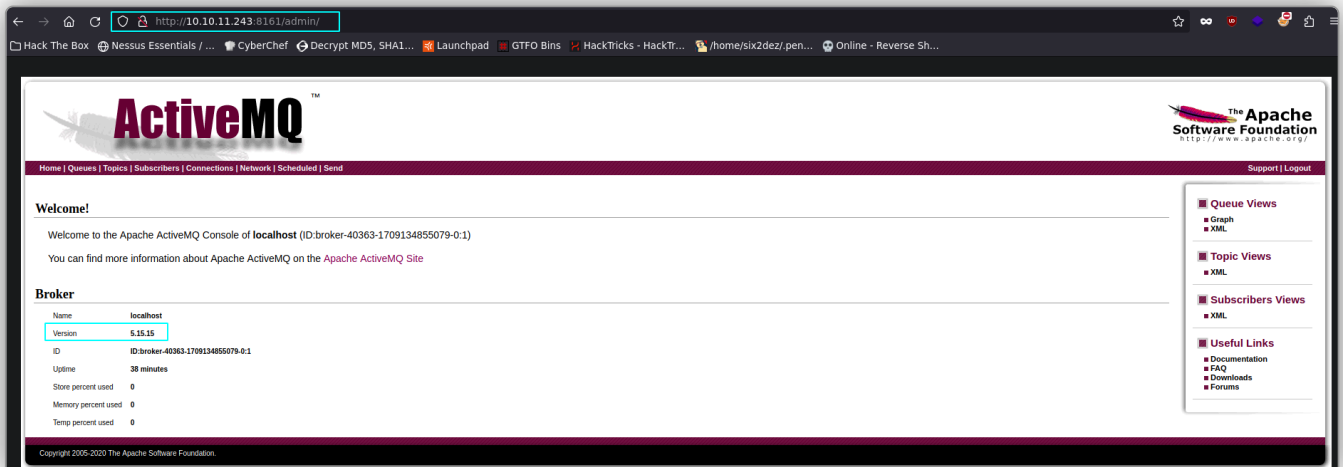 http://10.10.11.243:8161/admin/
Hack The Box Nessus Essentials / ... CyberChef Decrypt MD5, SHA1... Launchpad GTFO Bins HackTricks - HackTr... /home/six2dez/.pen... Online - Reverse Sh...
ActiveMQ ™
The Apache
Software Foundation
http://www.apache.org/
Home | Queues | Topics | Subscribers | Connections | Network | Scheduled | Send
Support | Logout
Welcome!
Welcome to the Apache ActiveMQ Console of localhost (ID:broker-40363-1709134855079-0:1)
You can find more information about Apache ActiveMQ on the Apache ActiveMQ Site
Broker
Name localhost
Version 5.15.15
ID ID:broker-40363-1709134855079-0:1
Uptime 38 minutes
Store percent used 0
Memory percent used 0
Temp percent used 0
Queue Views
Graph
XML
Topic Views
XML
Subscribers Views
XML
Useful Links
Documentation
FAQ
Downloads
Forums
Copyright 2005-2020 The Apache Software Foundation.